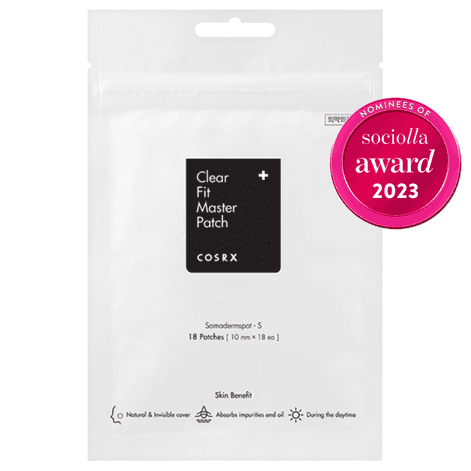 NOMINEES OF
sociolla
award
2023
Clear
Fit
Master
Patch
COSRX
Somadermspot - S
18 Patches [ 10 mm × 18 ea ]
Skin Benefit
Natural & Invisible cover
Absorbs impurities and oil
During the daytime